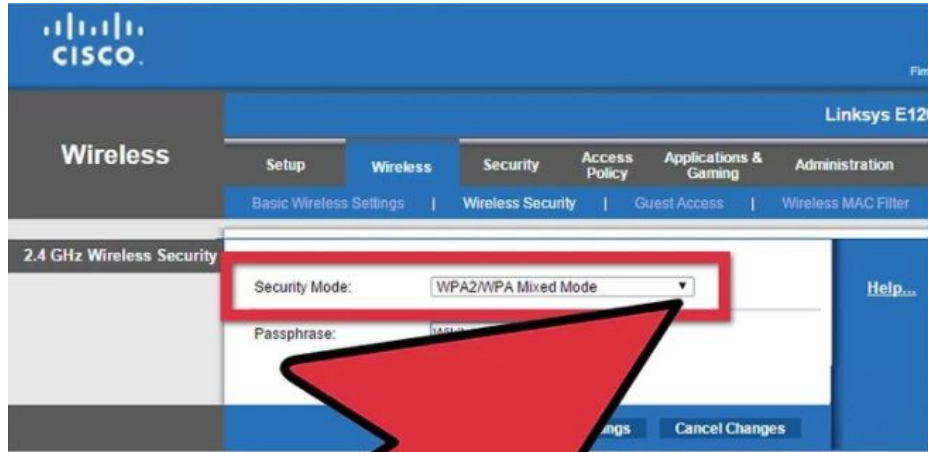 CISCO.
Linksys
Wireless
Setup Wireless Security Access Policy Applications & Gaming Administration
Basic Wireless Settings | Wireless Security | Guest Access | Wireless MAC Filter
2.4 GHz Wireless Security
Security Mode: WPA2/WPA Mixed Mode
Help...
Passphrase:
Cancel Changes